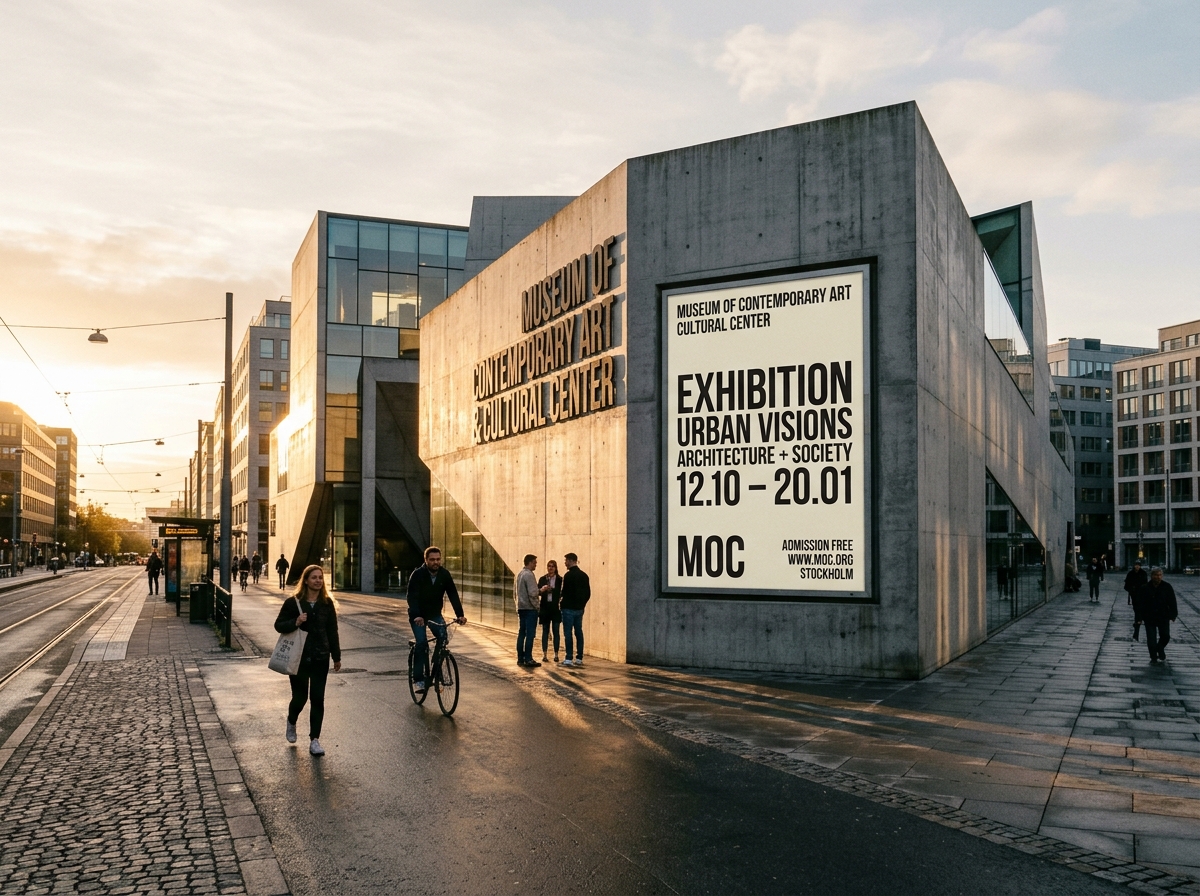 MUSEUM OF
CONTEMPORARY ART
& CULTURAL CENTER
MUSEUM OF CONTEMPORARY ART
CULTURAL CENTER
EXHIBITION
URBAN VISIONS
ARCHITECTURE + SOCIETY
12.10 – 20.01
MOC
AOMISSION FREE
WWW.MOC.ORG
STOCKHOLM